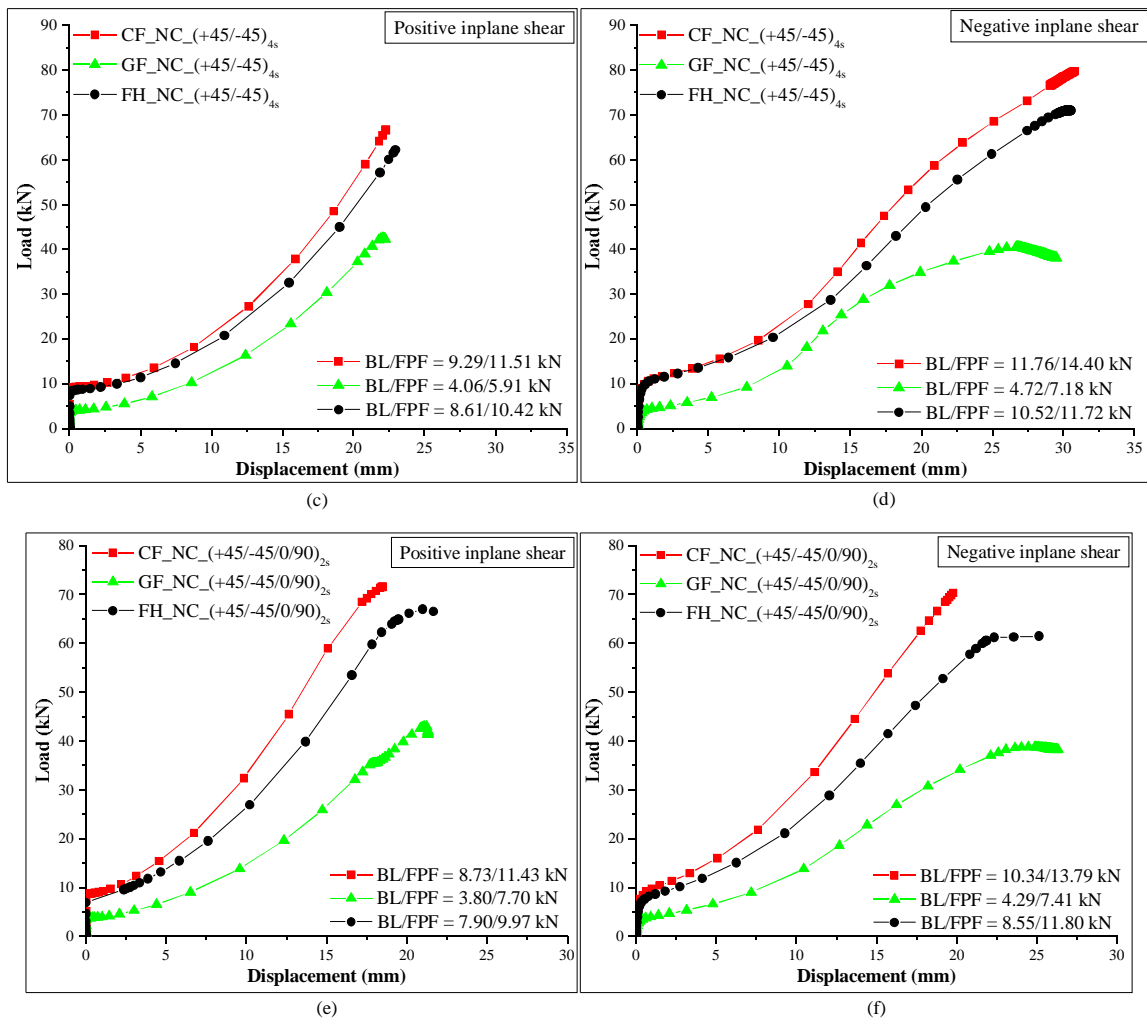 Positive inplane shear
CF_NC_(+45/-45)4s
GF_NC_(+45/-45)4s
FH_NC_(+45/-45)4s
BL/FPF = 9.29/11.51 kN
BL/FPF = 4.06/5.91 kN
BL/FPF = 8.61/10.42 kN
Load (kN)
90
80
70
60
50
40
30
20
10
0
0 5 10 15 20 25 30 35
Displacement (mm)
(c)
Negative inplane shear
CF_NC_(+45/-45)4s
GF_NC_(+45/-45)4s
FH_NC_(+45/-45)4s
BL/FPF = 11.76/14.40 kN
BL/FPF = 4.72/7.18 kN
BL/FPF = 10.52/11.72 kN
Load (kN)
90
80
70
60
50
40
30
20
10
0
0 5 10 15 20 25 30 35
Displacement (mm)
(d)
Positive inplane shear
CF_NC_(+45/-45/0/90)2s
GF_NC_(+45/-45/0/90)2s
FH_NC_(+45/-45/0/90)2s
BL/FPF = 8.73/11.43 kN
BL/FPF = 3.80/7.70 kN
BL/FPF = 7.90/9.97 kN
Load (kN)
80
70
60
50
40
30
20
10
0
0 5 10 15 20 25 30
Displacement (mm)
(e)
Negative inplane shear
CF_NC_(+45/-45/0/90)2s
GF_NC_(+45/-45/0/90)2s
FH_NC_(+45/-45/0/90)2s
BL/FPF = 10.34/13.79 kN
BL/FPF = 4.29/7.41 kN
BL/FPF = 8.55/11.80 kN
Load (kN)
80
70
60
50
40
30
20
10
0
0 5 10 15 20 25 30
Displacement (mm)
(f)